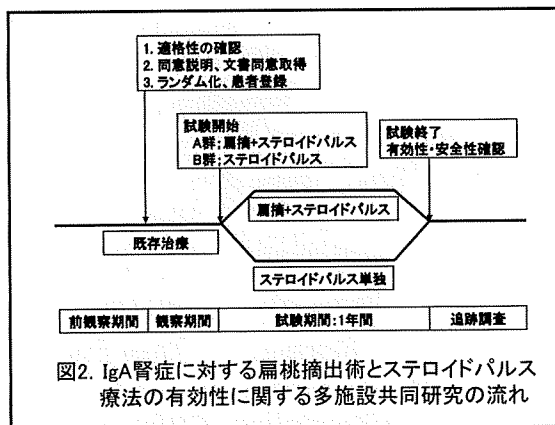 1. 適格性の確認
2. 同意説明、文書同意取得
3. ランダム化、患者登録
試験開始
A群;扁摘+ステロイドパルス
B群;ステロイドパルス
試験終了
有効性・安全性確認
扁摘+ステロイドパルス
既存治療
ステロイドパルス単独
前観察期間 観察期間 試験期間:1年間 追跡調査
図2. IgA腎症に対する扁桃摘出術とステロイドパルス
療法の有効性に関する多施設共同研究の流れ